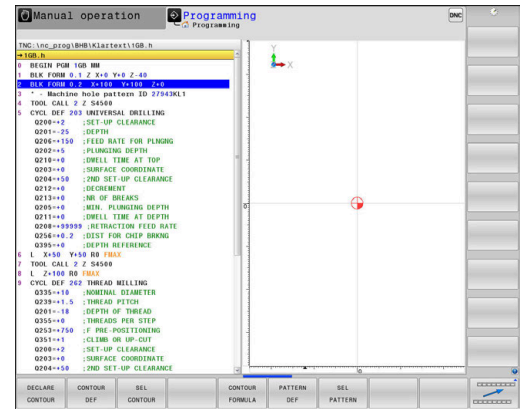 Manual operation
Programming
Programming
DNC
TNC:\nc_prog\BHB\Klartext\1GB.h
→1GB.h
0 BEGIN PGM 1GB MM
1 BLK FORM 0.1 Z X+0 Y+0 Z-40
2 BLK FORM 0.2 X+100 Y+100 Z+0
3 * - Machine hole pattern ID 27943KL1
4 TOOL CALL 2 Z S4500
5 CYCL DEF 203 UNIVERSAL DRILLING
Q200=+2 ;SET-UP CLEARANCE
Q201=-25 ;DEPTH
Q206=+150 ;FEED RATE FOR PLNGNG
Q202=+5 ;PLUNGING DEPTH
Q210=+0 ;DWELL TIME AT TOP
Q203=+0 ;SURFACE COORDINATE
Q204=+50 ;2ND SET-UP CLEARANCE
Q212=+0 ;DECREMENT
Q213=+0 ;NR OF BREAKS
Q205=+0 ;MIN. PLUNGING DEPTH
Q211=+0 ;DWELL TIME AT DEPTH
Q208=+99999 ;RETRACTION FEED RATE
Q256=+0.2 ;DIST FOR CHIP BRKNG
Q395=+0 ;DEPTH REFERENCE
6 L X+50 Y+50 R0 FMAX
7 TOOL CALL 2 Z S4500
8 L Z+100 R0 FMAX
9 CYCL DEF 262 THREAD MILLING
Q335=+10 ;NOMINAL DIAMETER
Q239=+1.5 ;THREAD PITCH
Q201=-18 ;DEPTH OF THREAD
Q355=+0 ;THREADS PER STEP
Q253=+750 ;F PRE-POSITIONING
Q351=+1 ;CLIMB OR UP-CUT
Q200=+2 ;SET-UP CLEARANCE
Q203=+0 ;SURFACE COORDINATE
Q204=+50 ;2ND SET-UP CLEARANCE
Y
X
0
0
DECLARE CONTOUR
CONTOUR DEF
SEL CONTOUR
CONTOUR FORMULA
PATTERN DEF
SEL PATTERN